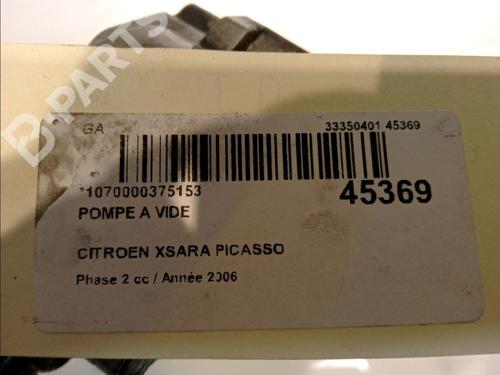 B-PARTS
GA 33350401 45369
*1070000375153 45369
POMPE A VIDE
CITROEN XSARA PICASSO
Phase 2 cc / Année 2006